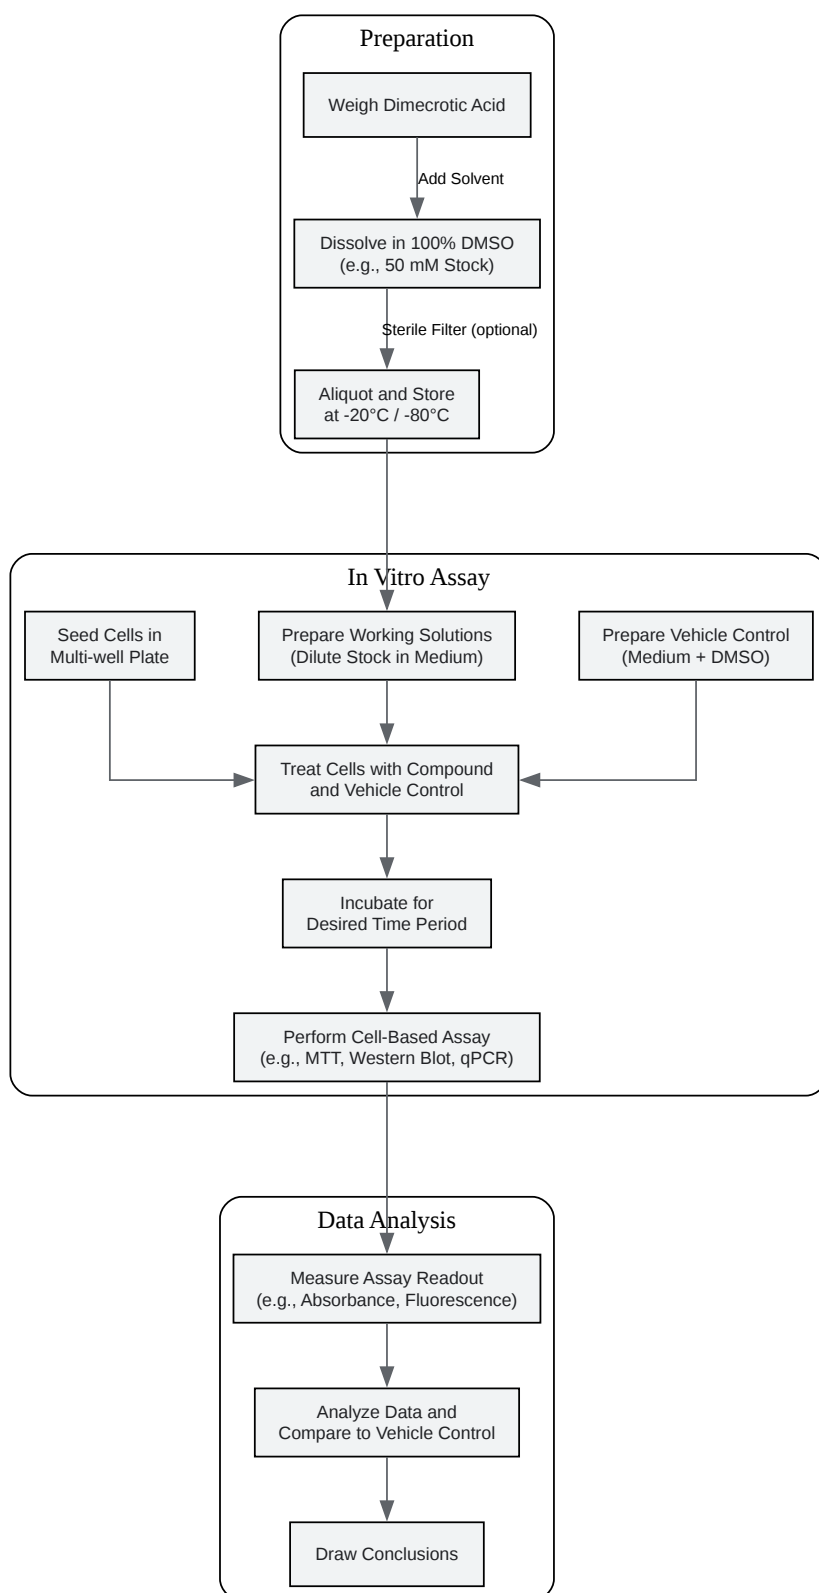 Preparation
Weigh Dimecrotic Acid
Add Solvent
Dissolve in 100% DMSO
(e.g., 50 mM Stock)
Sterile Filter (optional)
Aliquot and Store
at -20°C / -80°C
In Vitro Assay
Seed Cells in
Multi-well Plate
Prepare Working Solutions
(Dilute Stock in Medium)
Prepare Vehicle Control
(Medium + DMSO)
Treat Cells with Compound
and Vehicle Control
Incubate for
Desired Time Period
Perform Cell-Based Assay
(e.g., MTT, Western Blot, qPCR)
Data Analysis
Measure Assay Readout
(e.g., Absorbance, Fluorescence)
Analyze Data and
Compare to Vehicle Control
Draw Conclusions